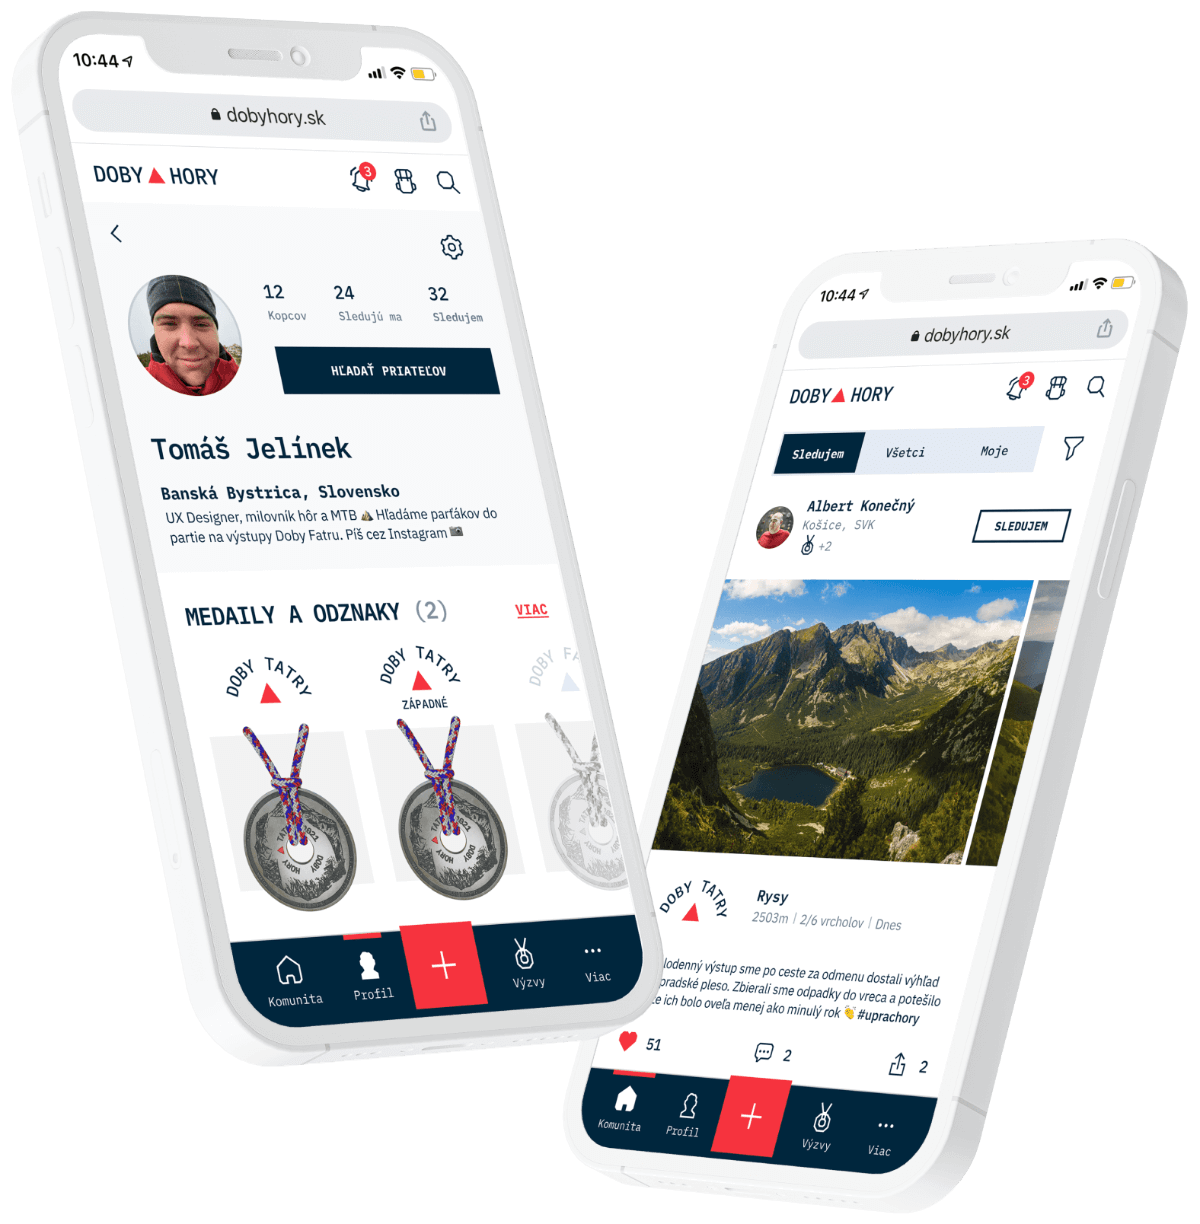 10:44
dobyhory.sk
DOBY HORY
3
12
24
32
Kopcov
Sledujú ma
Sledujem
HĽADAŤ PRIATEĽOV
Tomáš Jelínek
Banská Bystrica, Slovensko
UX Designer, milovník hôr a MTB Hľadáme parťákov do
partie na výstupy Doby Fatru. Píš cez Instagram
MEDAILY A ODZNAKY (2)
VIAC
DOBY TATRY
DOBY TATRY
ZÁPADNÉ
DOBY FA
DOBY HORY
DOBY HORY
Komunita
Profil
Výzvy
Viac
10:44
dobyhory.sk
DOBY HORY
3
Sledujem
Všetci
Moje
Albert Konečný
Košice, SVK
+2
SLEDUJEM
DOBY TATRY
Rysy
2503m | 2/6 vrcholov | Dnes
lodenný výstup sme po ceste za odmenu dostali výhľad
pradské pleso. Zbierali sme odpadky do vreca a potešilo
e ich bolo oveľa menej ako minulý rok #uprachory
51
2
2
Komunita
Profil
Výzvy
Viac